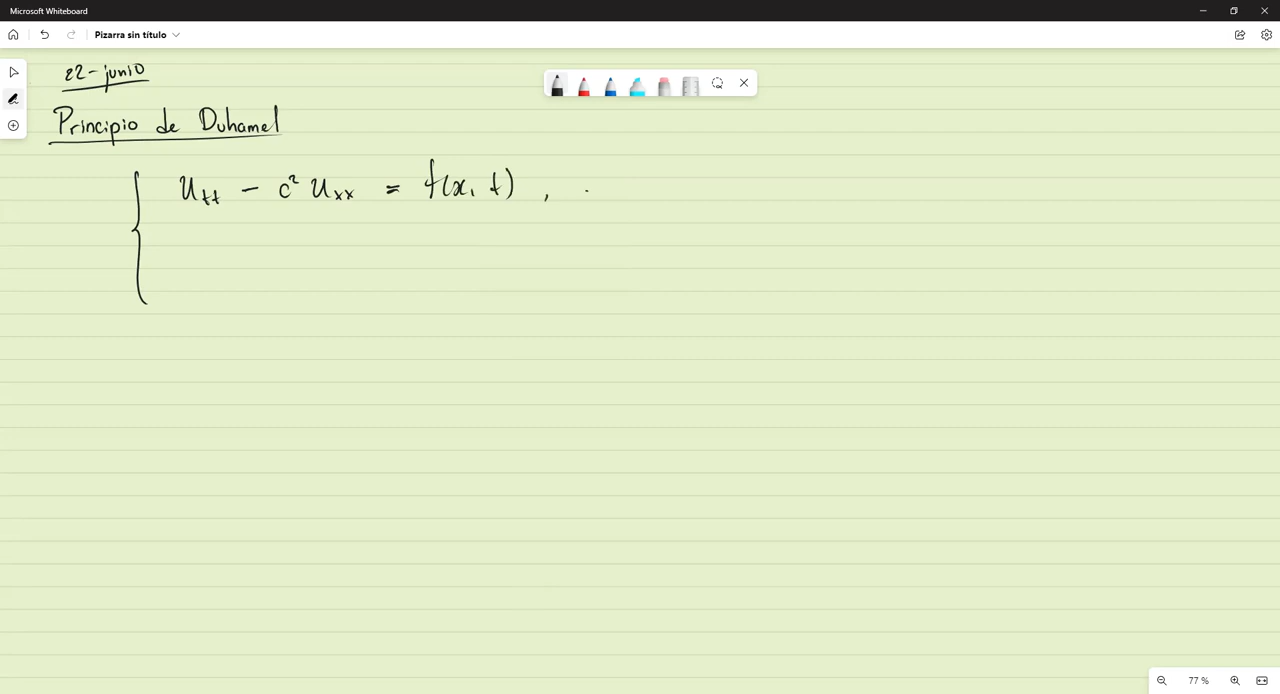 Microsoft Whiteboard
Pizarra sin título
22-junio
Principio de Duhamel
{ u_tt - c² u_xx = f(x, t) ,
77 %